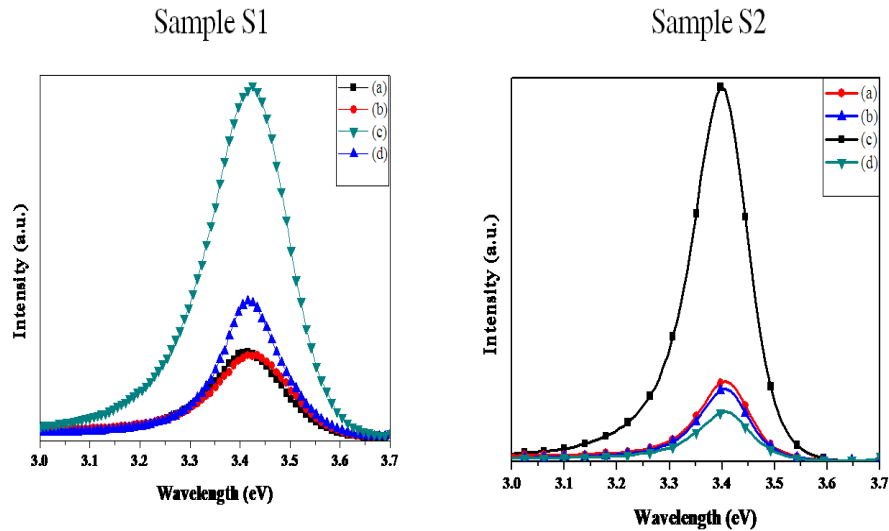 Sample S1
Sample S2
Intensity (a.u.)
(a)
(b)
(c)
(d)
3.0 3.1 3.2 3.3 3.4 3.5 3.6 3.7
Wavelength (eV)
Intensity (a.u.)
(a)
(b)
(c)
(d)
3.0 3.1 3.2 3.3 3.4 3.5 3.6 3.7
Wavelength (eV)